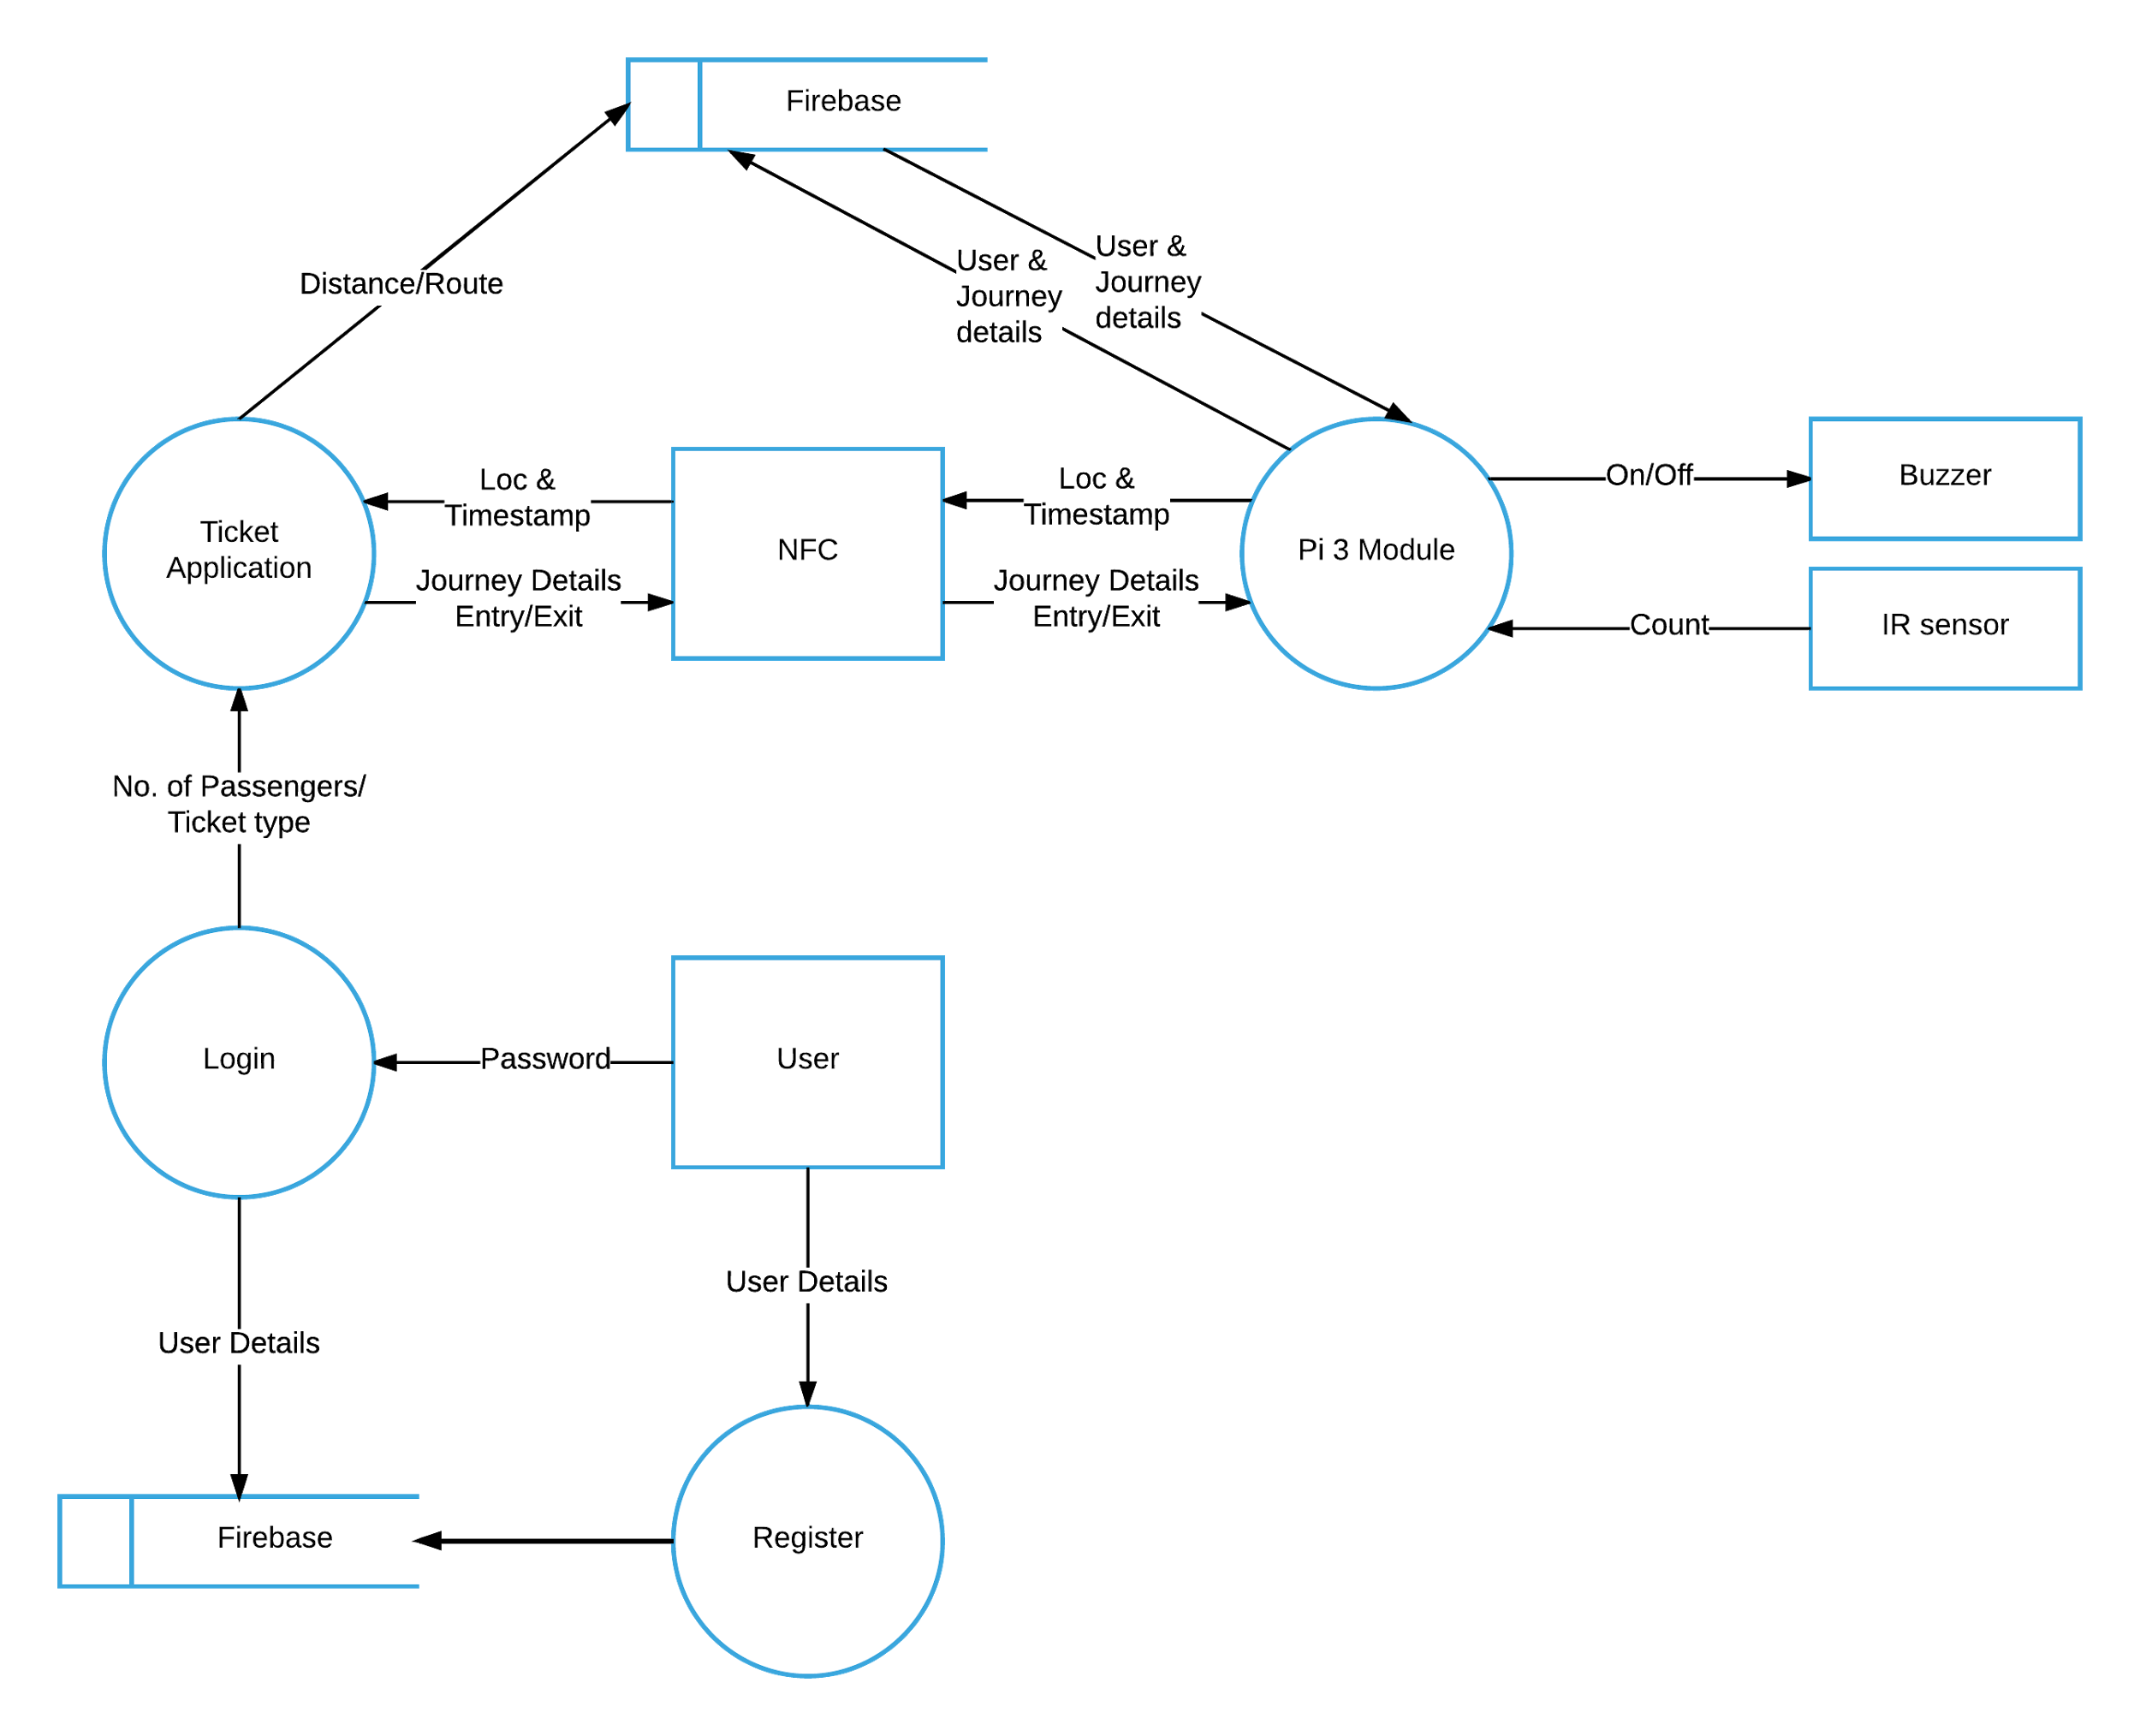 Firebase
Distance/Route
User &
Journey
details
User &
Journey
details
Ticket
Application
Loc &
Timestamp
Journey Details
Entry/Exit
NFC
Loc &
Timestamp
Journey Details
Entry/Exit
Pi 3 Module
On/Off
Buzzer
Count
IR sensor
No. of Passengers/
Ticket type
Login
Password
User
User Details
User Details
Firebase
Register